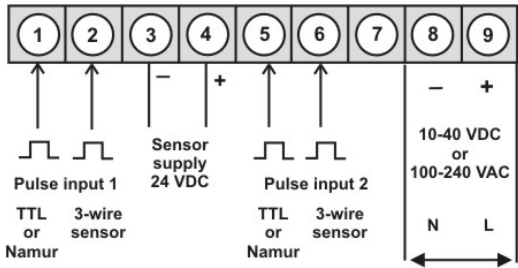 1 2 3 4 5 6 7 8 9
− + − +
Sensor
supply
24 VDC
10-40 VDC
or
100-240 VAC
Pulse input 1
Pulse input 2
TTL
or
Namur
3-wire
sensor
TTL
or
Namur
3-wire
sensor
N L